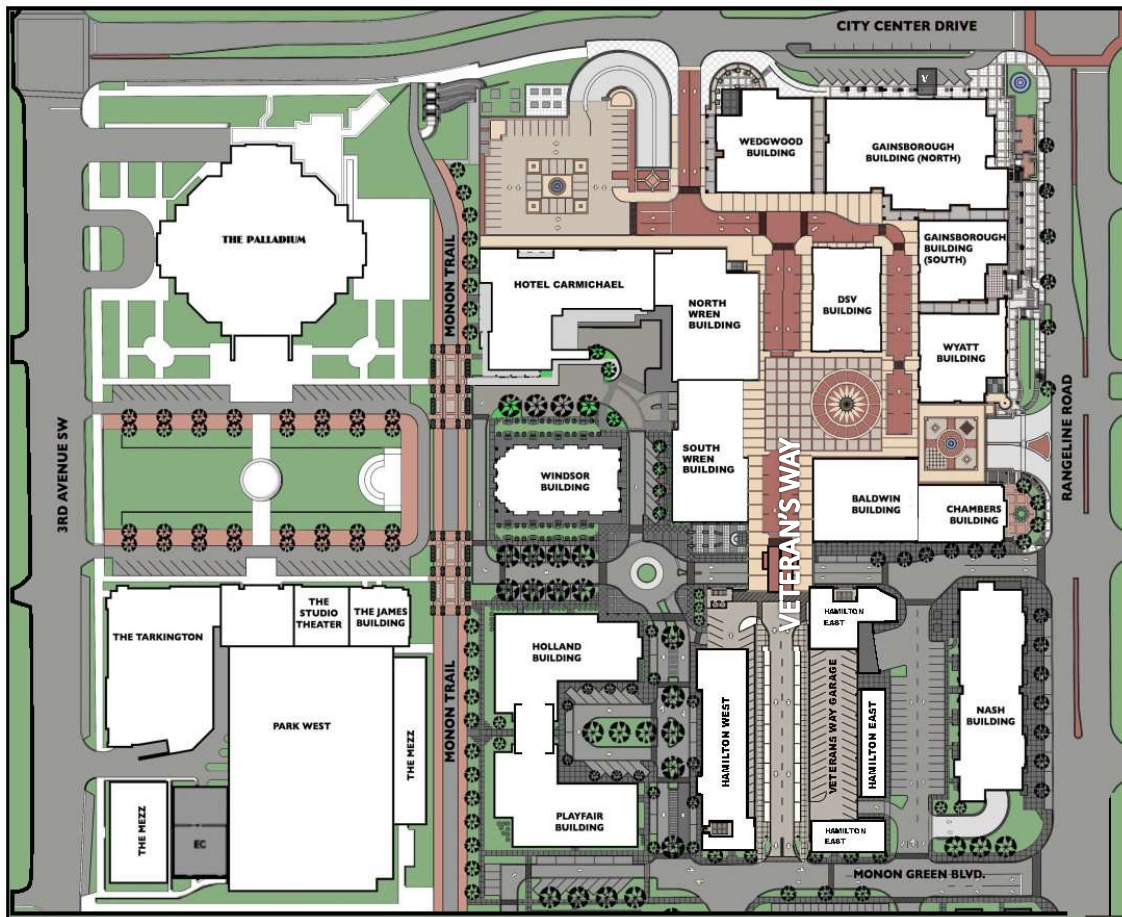 CITY CENTER DRIVE
A
WEDGWOOD
BUILDING
GAINSBOROUGH
BUILDING (NORTH)
THE PALLADIUM
MONON TRAIL
GAINSBOROUGH
BUILDING
(SOUTH)
HOTEL CARMICHAEL
NORTH
WREN
BUILDING
DSV
BUILDING
WYATT
BUILDING
3RD AVENUE SW
RANGELINE ROAD
WINDSOR
BUILDING
SOUTH
WREN
BUILDING
VETERAN'S WAY
BALDWIN
BUILDING
CHAMBERS
BUILDING
THE TARKINGTON
THE
STUDIO
THEATER
THE JAMES
BUILDING
HOLLAND
BUILDING
HAMILTON
EAST
MONON TRAIL
PARK WEST
THE MEZZ
HAMILTON WEST
VETERANS WAY GARAGE
HAMILTON EAST
NASH
BUILDING
THE MEZZ
EC
PLAYFAIR
BUILDING
HAMILTON
EAST
MONON GREEN BLVD.